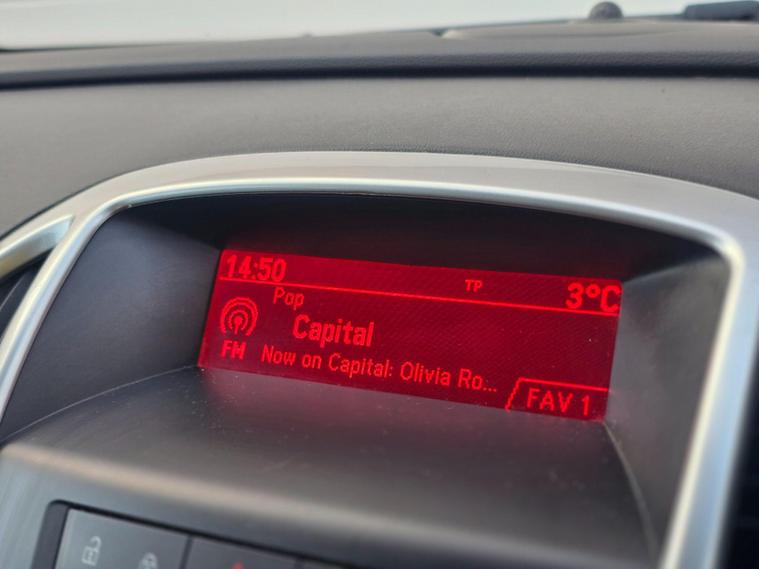 14:50 TP 3°C
Pop
Capital
FM Now on Capital: Olivia Ro...
FAV 1